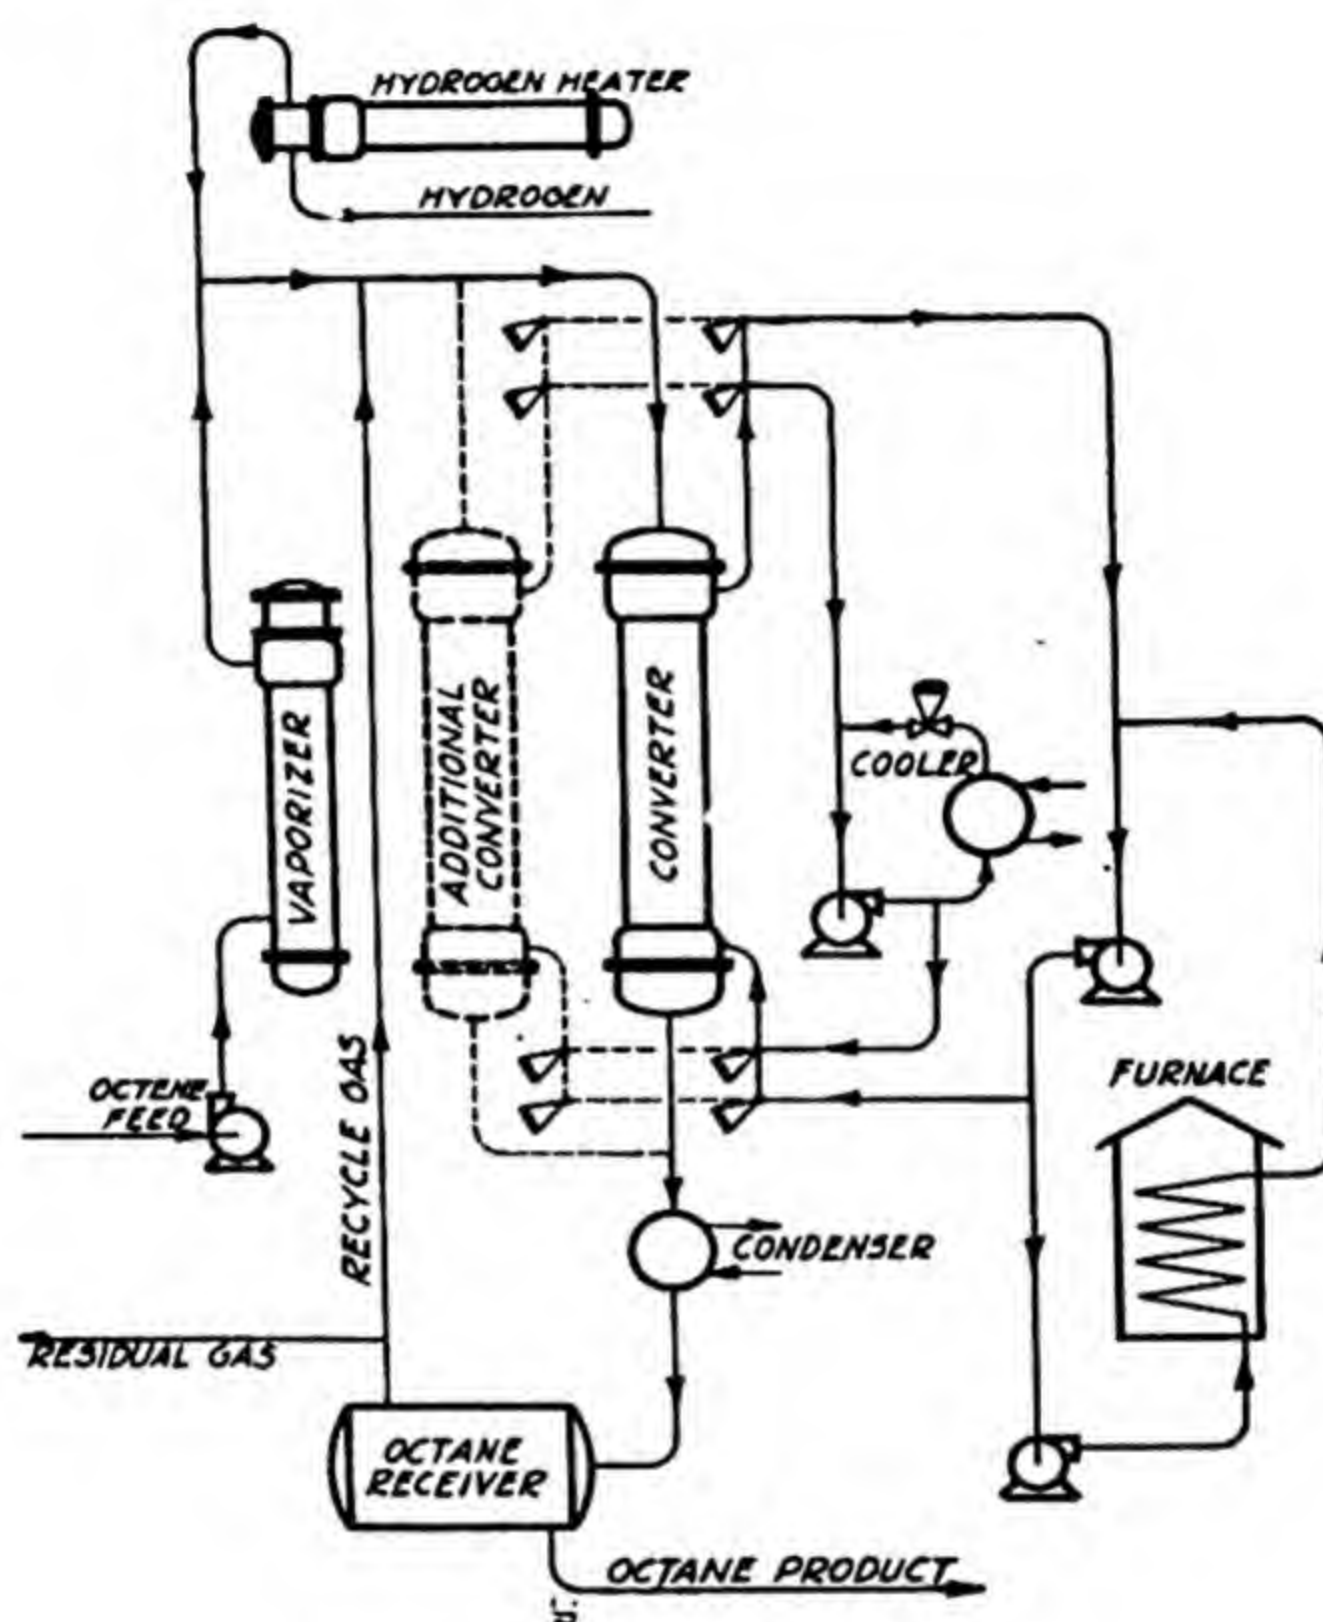 HYDROGEN HEATER
HYDROGEN
ADDITIONAL
CONVERTER
CONVERTER
VAPORIZER
COOLER
OCTENE
FEED
RECYCLE GAS
FURNACE
CONDENSER
RESIDUAL GAS
OCTANE
RECEIVER
OCTANE PRODUCT